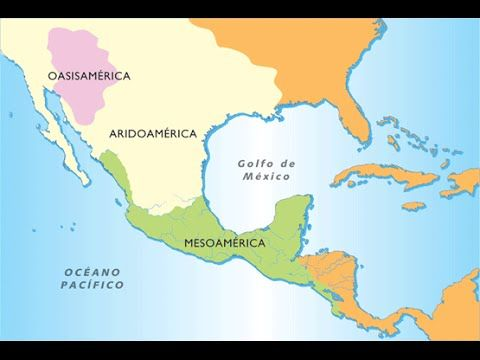 OASISAMÉRICA
ARIDOAMÉRICA
Golfo de
México
MESOAMÉRICA
OCÉANO
PACÍFICO